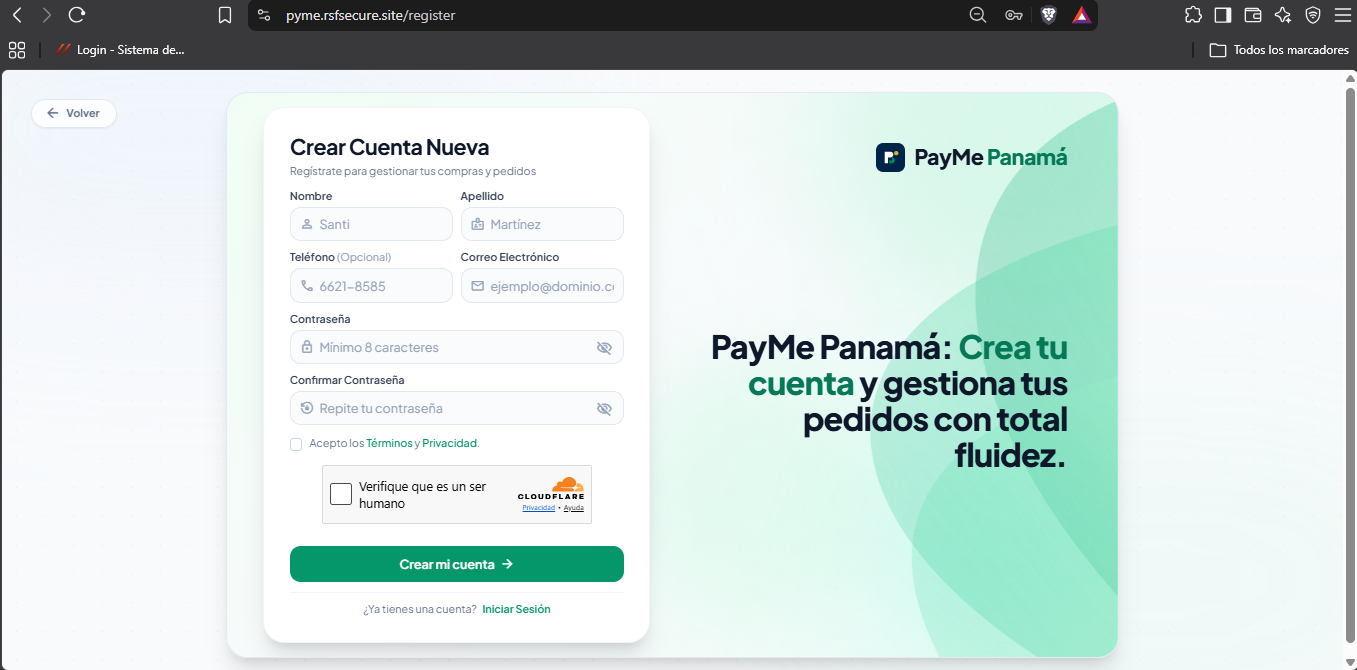 pyme.rsfsecure.site/register
Login - Sistema de...
Todos los marcadores
Volver
Crear Cuenta Nueva
Regístrate para gestionar tus compras y pedidos
Nombre
Apellido
Santi
Martínez
Teléfono (Opcional)
Correo Electrónico
6621-8585
ejemplo@dominio.c
Contraseña
Mínimo 8 caracteres
Confirmar Contraseña
Repite tu contraseña
Acepto los Términos y Privacidad.
Verifique que es un ser
humano
CLOUDFLARE
Privacidad • Ayuda
Crear mi cuenta →
¿Ya tienes una cuenta? Iniciar Sesión
PayMe Panamá
PayMe Panamá: Crea tu
cuenta y gestiona tus
pedidos con total
fluidez.